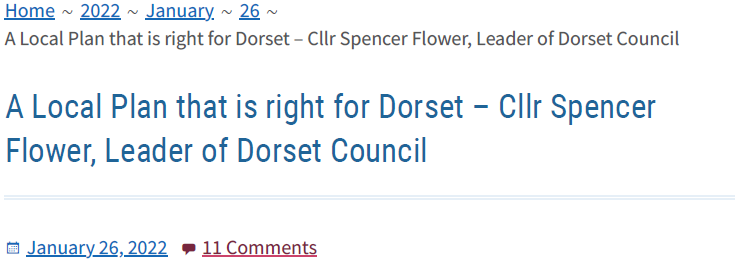 Home ~ 2022 ~ January ~ 26 ~
A Local Plan that is right for Dorset – Cllr Spencer Flower, Leader of Dorset Council
A Local Plan that is right for Dorset – Cllr Spencer
Flower, Leader of Dorset Council
January 26, 2022 11 Comments